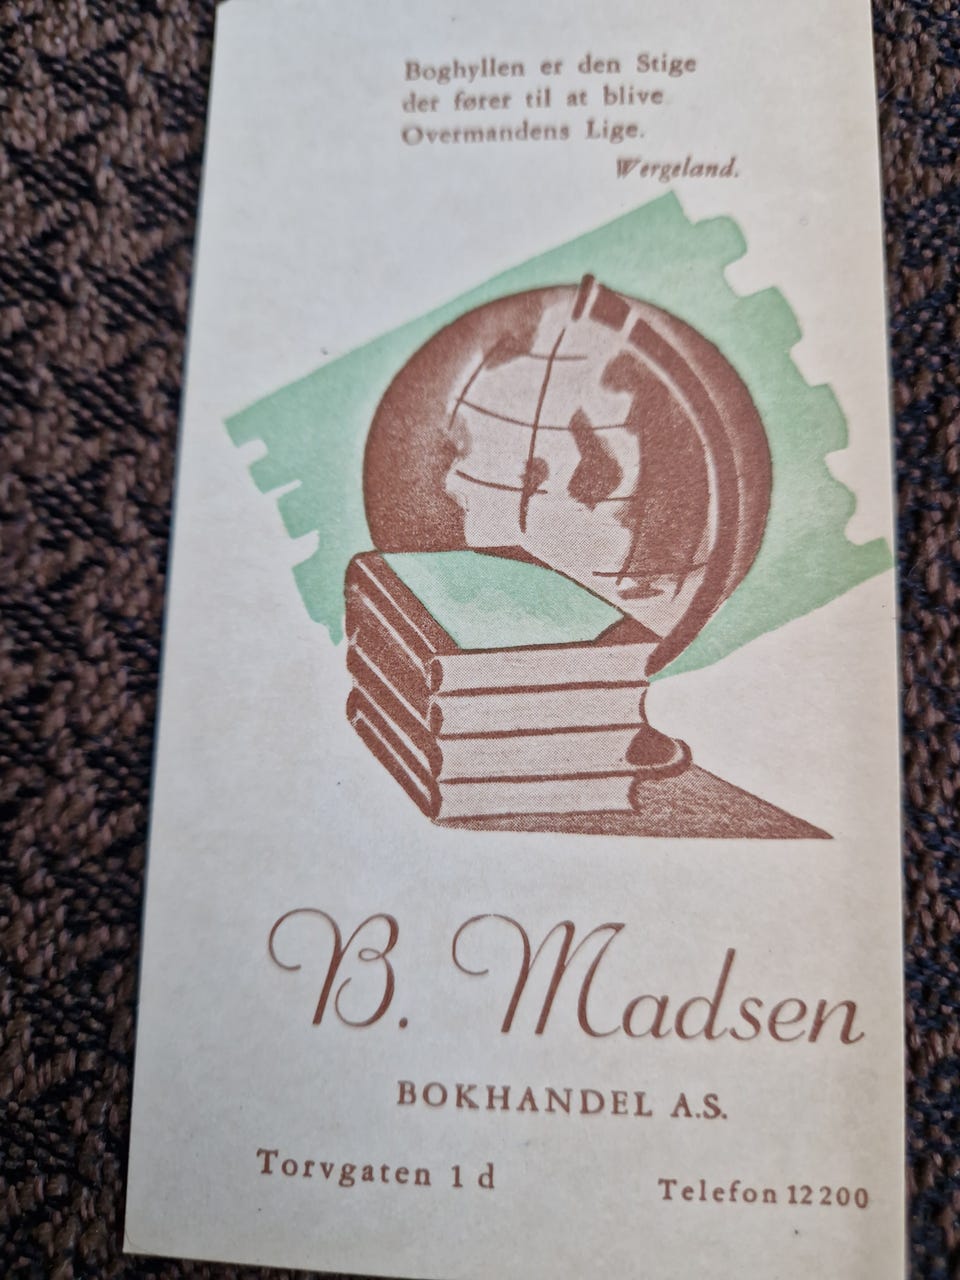 Boghyllen er den Stige
der fører til at blive
Overmandens Lige.
Wergeland.
B. Madsen
BOKHANDEL A.S.
Torvgaten 1 d
Telefon 12200